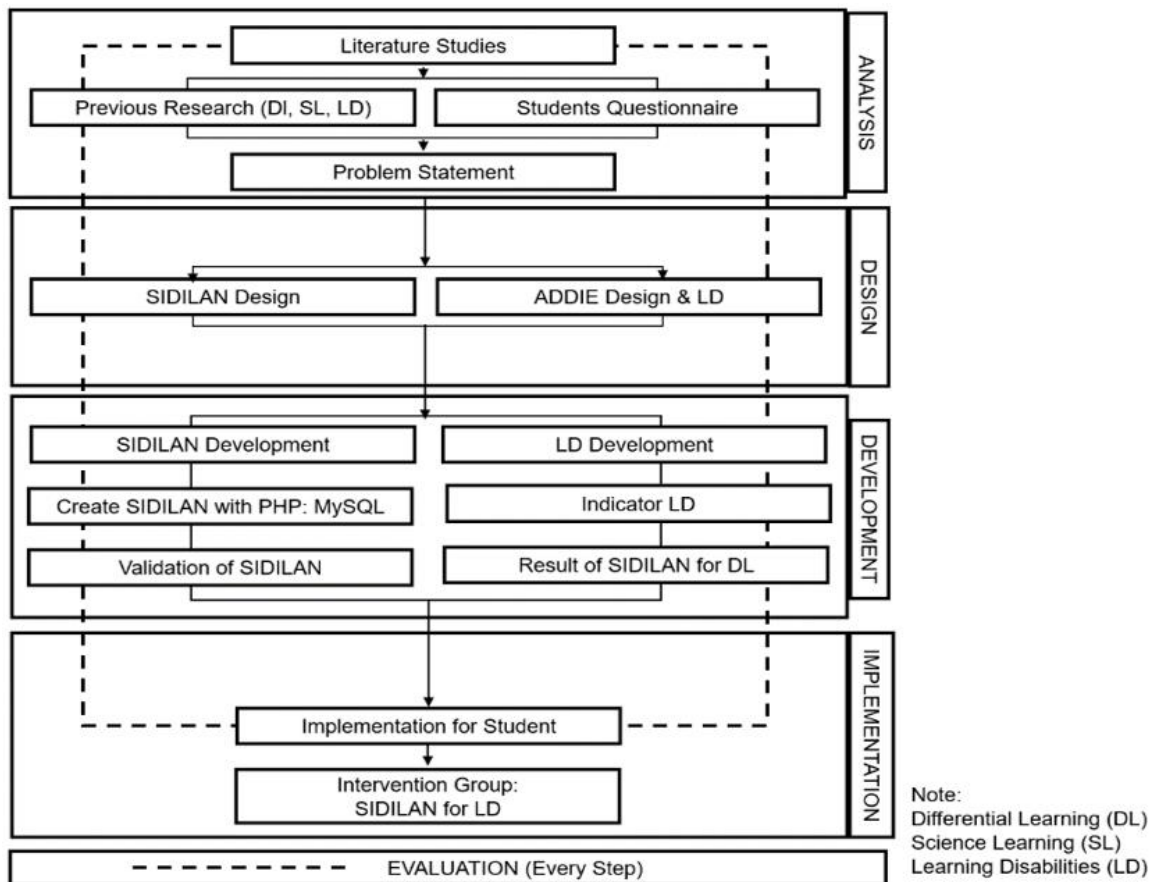 Literature Studies
Previous Research (DI, SL, LD)
Students Questionnaire
Problem Statement
ANALYSIS
SIDILAN Design
ADDIE Design & LD
DESIGN
SIDILAN Development
LD Development
Create SIDILAN with PHP: MySQL
Indicator LD
Validation of SIDILAN
Result of SIDILAN for DL
DEVELOPMENT
Implementation for Student
Intervention Group:
SIDILAN for LD
IMPLEMENTATION
EVALUATION (Every Step)
Note:
Differential Learning (DL)
Science Learning (SL)
Learning Disabilities (LD)